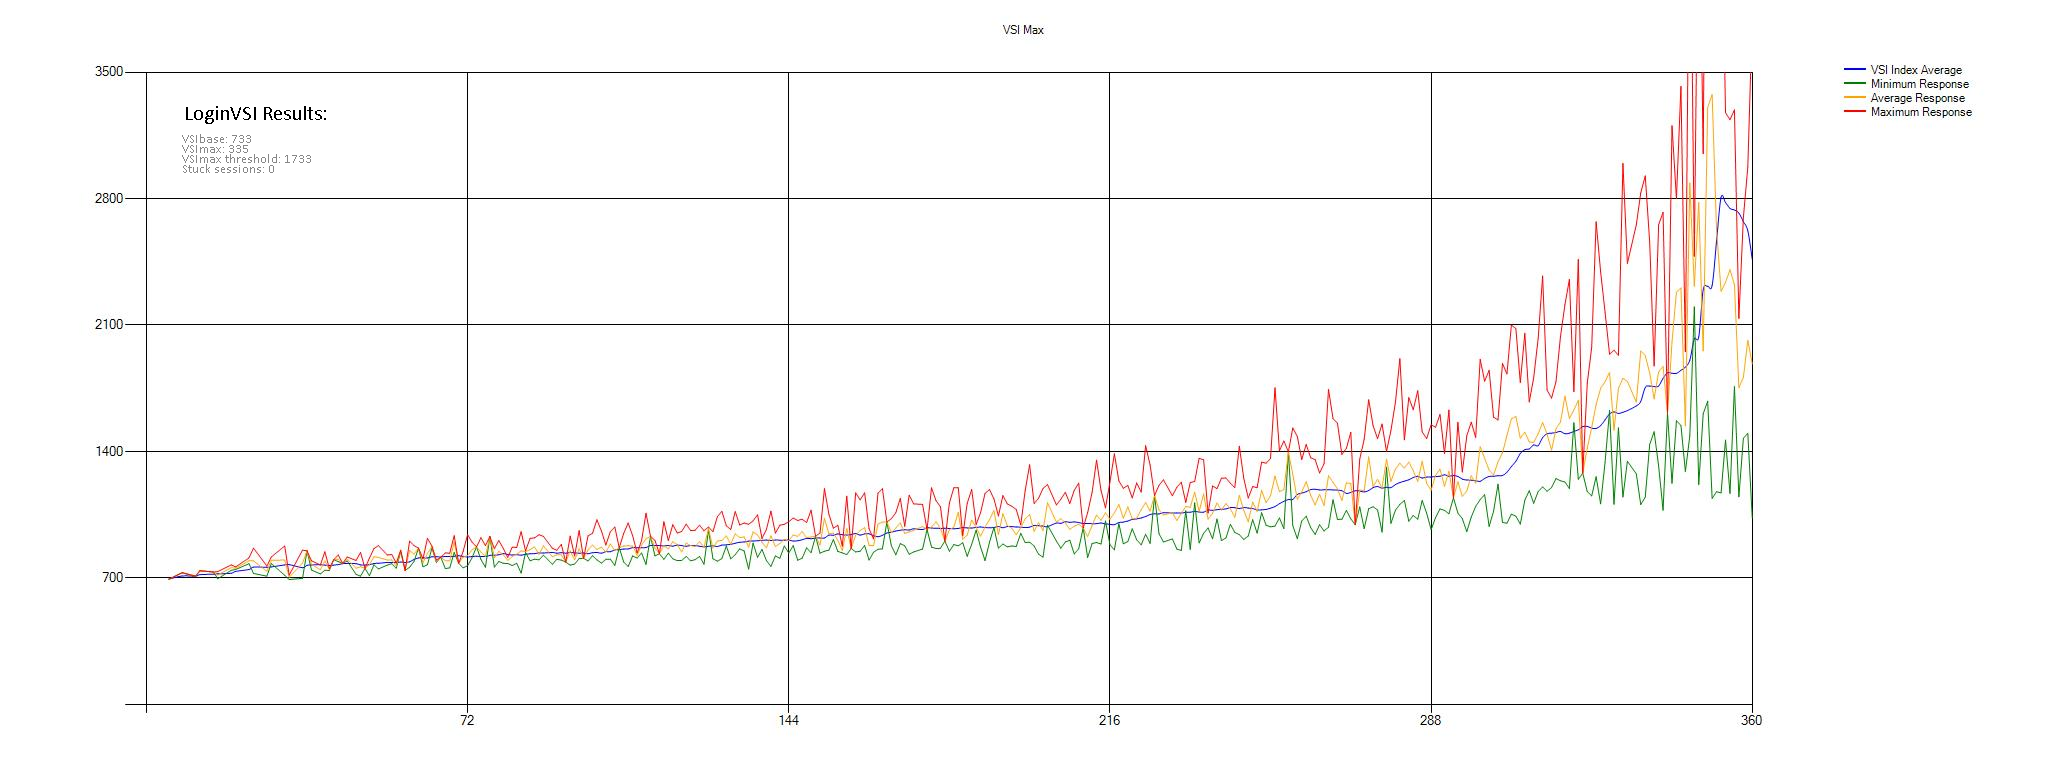 VSI Max
3500
2800
2100
1400
700
72
144
216
288
360
LoginVSI Results:
VSIbase: 733
VSImax: 335
VSImax threshold: 1733
Stuck sessions: 0
VSI Index Average
Minimum Response
Average Response
Maximum Response